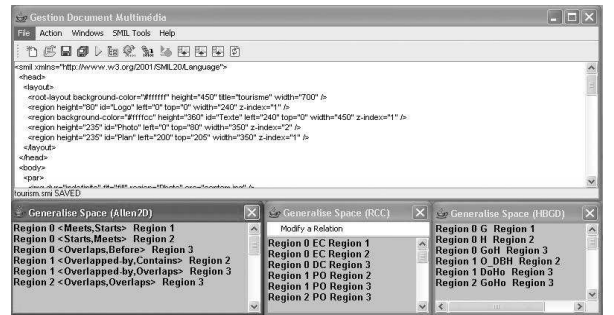 Gestion Document Multimédia
File Action Windows SMIL Tools Help
<smil xmlns="http://www.w3.org/2001/SMIL20/Language">
<head>
<layout>
<root-layout background-color="#ffffff" height="450" title="tourisme" width="700" />
<region height="80" id="Logo" left="0" top="0" width="240" z-index="1" />
<region background-color="#ffffcc" height="360" id="Texte" left="240" top="0" width="450" z-index="1" />
<region height="235" id="Photo" left="0" top="80" width="350" z-index="2" />
<region height="235" id="Plan" left="200" top="205" width="350" z-index="1" />
</layout>
</head>
<body>
<par>
tourism.smi SAVED
Generalise Space (Allen2D)
Region 0 <Meets,Starts> Region 1
Region 0 <Starts,Meets> Region 2
Region 0 <Overlaps,Before> Region 3
Region 1 <Overlapped-by,Contains> Region 2
Region 1 <Overlapped-by,Overlaps> Region 3
Region 2 <Overlaps,Overlaps> Region 3
Generalise Space (RCC)
Modify a Relation
Region 0 EC Region 1
Region 0 EC Region 2
Region 0 DC Region 3
Region 1 PO Region 2
Region 1 PO Region 3
Region 2 PO Region 3
Generalise Space (HBGD)
Region 0 G Region 1
Region 0 H Region 2
Region 0 GoH Region 3
Region 1 O_DBH Region 2
Region 1 DoHo Region 3
Region 2 GoHo Region 3